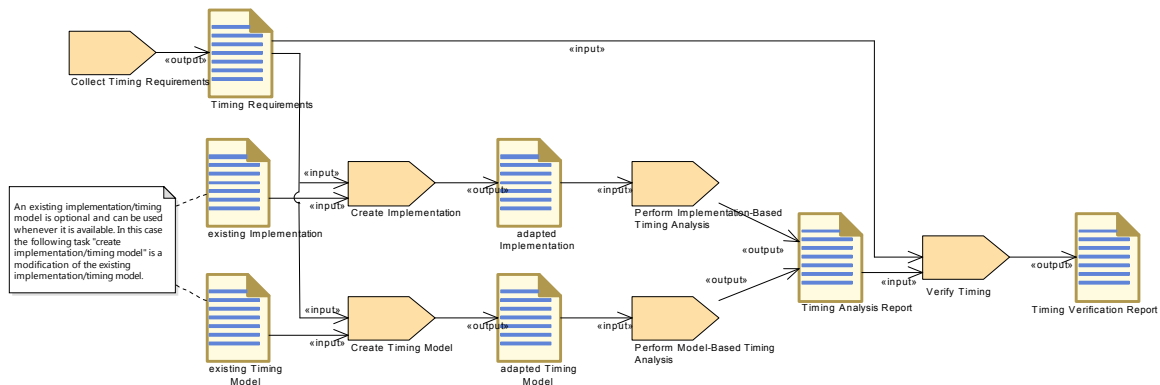 «input»
«output»
Collect Timing Requirements
Timing Requirements
«input»
«input»
«output»
«input»
Create Implementation
existing Implementation
adapted
Implementation
Perform Implementation-Based
Timing Analysis
An existing implementation/timing
model is optional and can be used
whenever it is available. In this case
the following task "create
implementation/timing model" is a
modification of the existing
implementation/timing model.
«output»
«output»
«input»
«output»
Verify Timing
Timing Analysis Report
Timing Verification Report
«input»
«input»
«output»
«input»
Create Timing Model
Perform Model-Based Timing
Analysis
existing Timing
Model
adapted Timing
Model